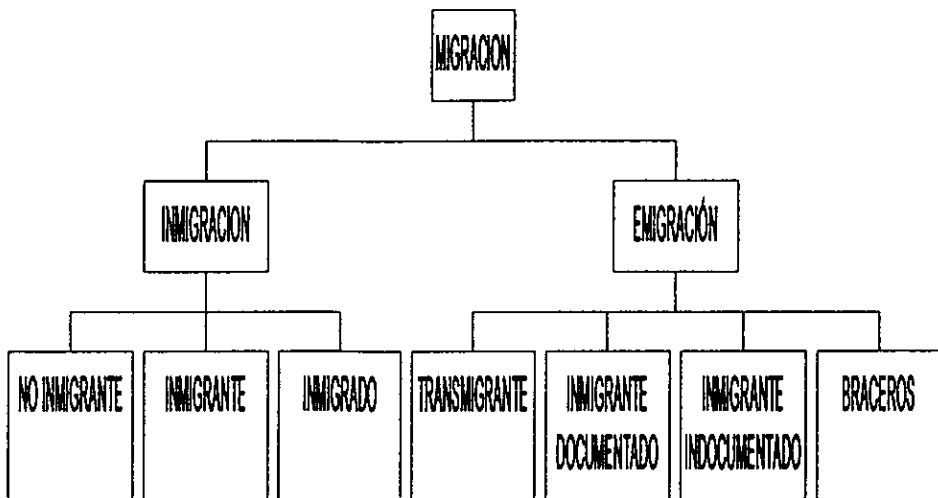 MIGRACION
INMIGRACION
EMIGRACIÓN
NO INMIGRANTE
INMIGRANTE
INMIGRADO
TRANSMIGRANTE
INMIGRANTE
DOCUMENTADO
INMIGRANTE
INDOCUMENTADO
BRACEROS